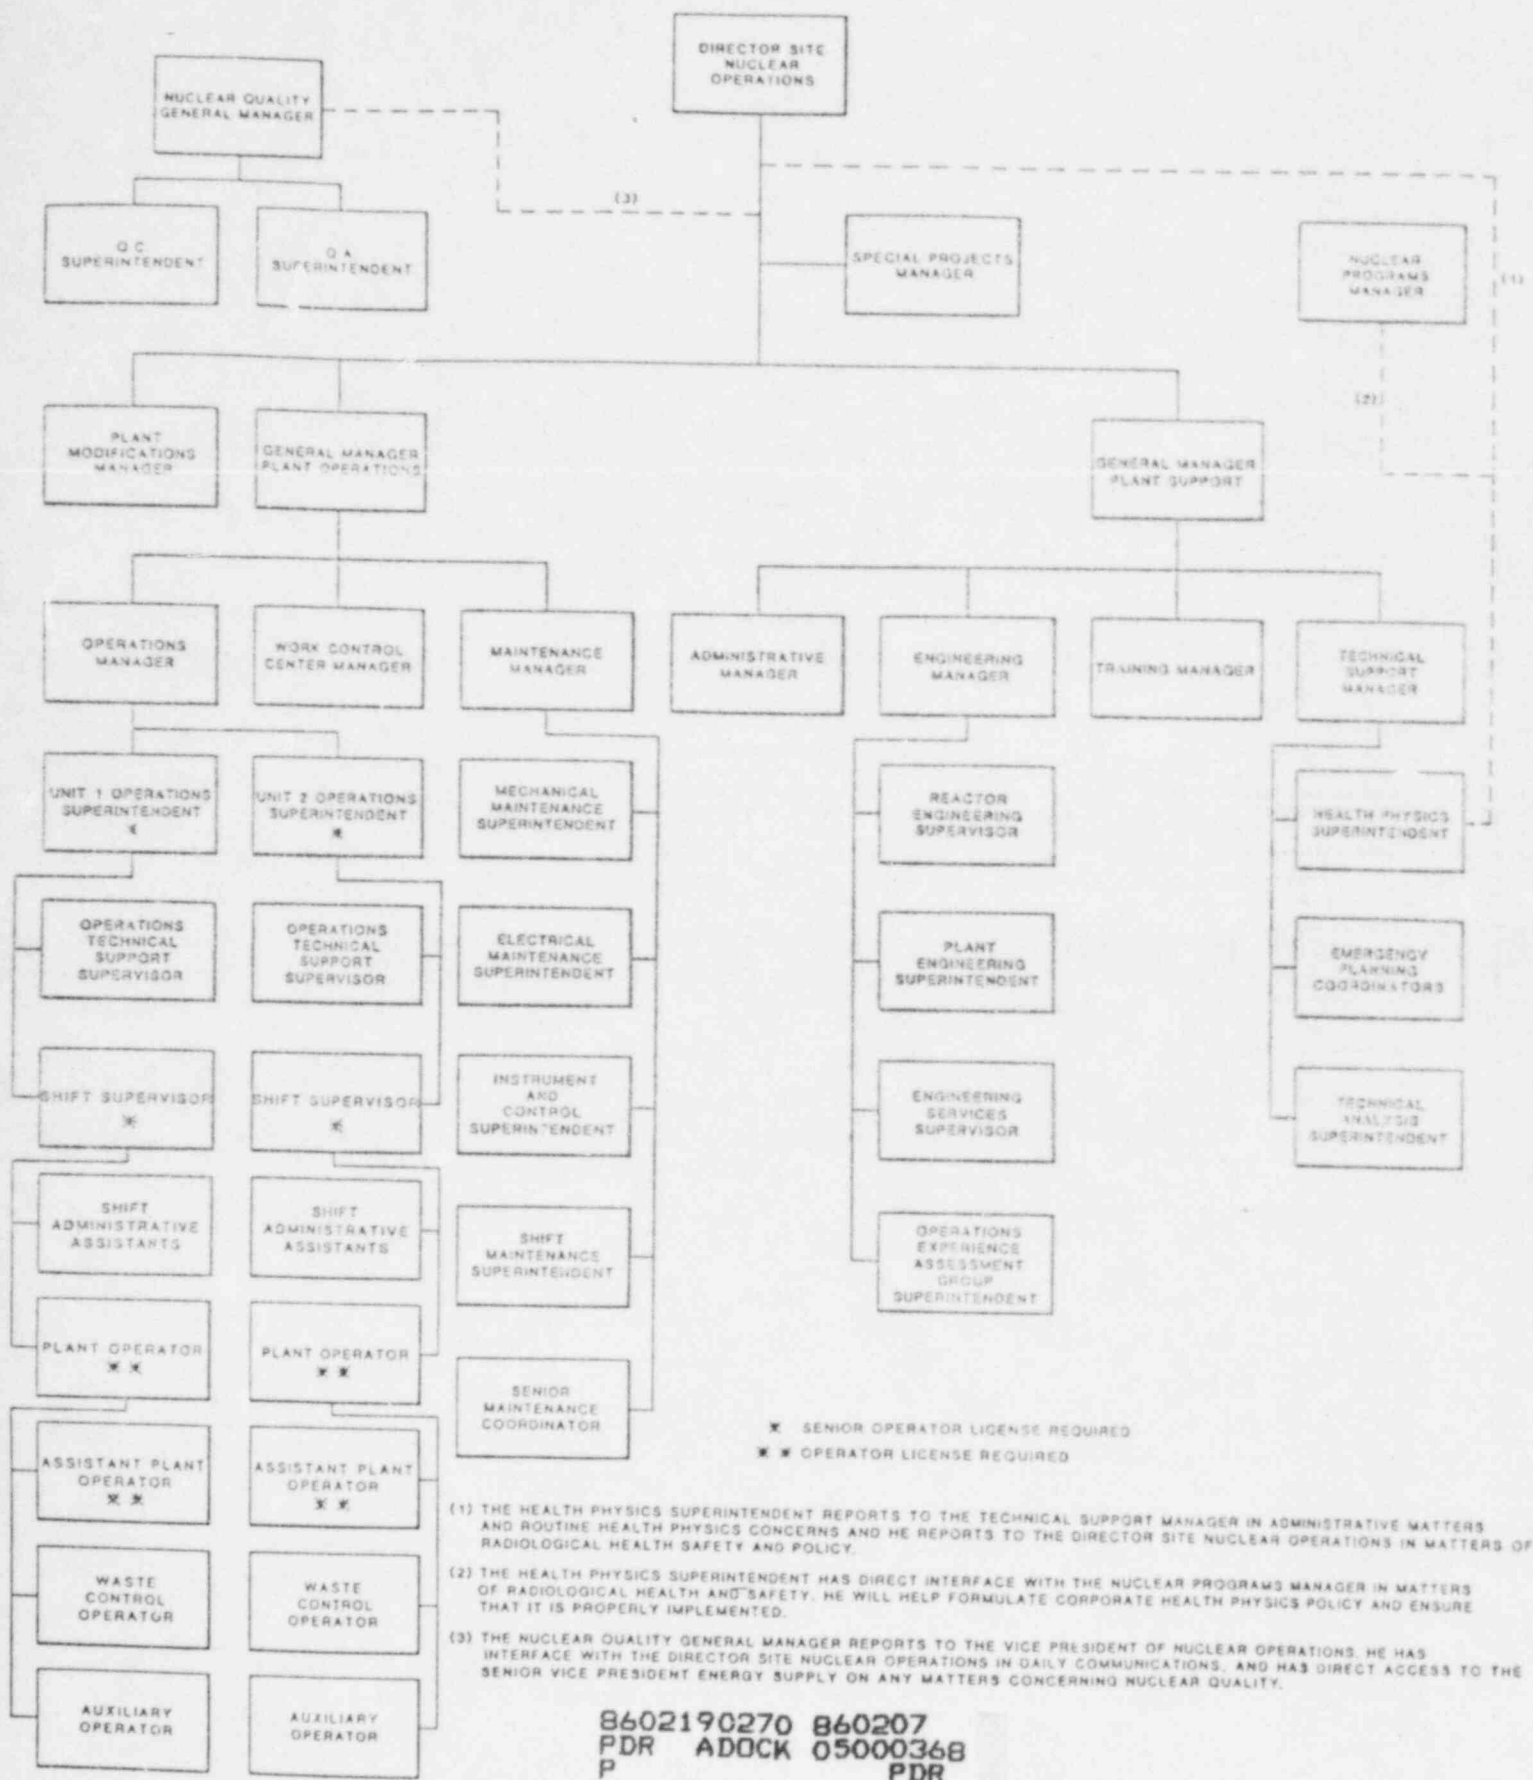 DIRECTOR SITE
NUCLEAR
OPERATIONS
NUCLEAR QUALITY
GENERAL MANAGER
(3)
Q C
SUPERINTENDENT
Q A
SUPERINTENDENT
SPECIAL PROJECTS
MANAGER
NUCLEAR
PROGRAMS
MANAGER
(1)
(2)
PLANT
MODIFICATIONS
MANAGER
GENERAL MANAGER
PLANT OPERATIONS
GENERAL MANAGER
PLANT SUPPORT
OPERATIONS
MANAGER
WORK CONTROL
CENTER MANAGER
MAINTENANCE
MANAGER
ADMINISTRATIVE
MANAGER
ENGINEERING
MANAGER
TRAINING MANAGER
TECHNICAL
SUPPORT
MANAGER
UNIT 1 OPERATIONS
SUPERINTENDENT
*
UNIT 2 OPERATIONS
SUPERINTENDENT
*
MECHANICAL
MAINTENANCE
SUPERINTENDENT
REACTOR
ENGINEERING
SUPERVISOR
HEALTH PHYSICS
SUPERINTENDENT
OPERATIONS
TECHNICAL
SUPPORT
SUPERVISOR
OPERATIONS
TECHNICAL
SUPPORT
SUPERVISOR
ELECTRICAL
MAINTENANCE
SUPERINTENDENT
PLANT
ENGINEERING
SUPERINTENDENT
EMERGENCY
PLANNING
COORDINATORS
SHIFT SUPERVISOR
*
SHIFT SUPERVISOR
*
INSTRUMENT
AND
CONTROL
SUPERINTENDENT
ENGINEERING
SERVICES
SUPERVISOR
TECHNICAL
ANALYSIS
SUPERINTENDENT
SHIFT
ADMINISTRATIVE
ASSISTANTS
SHIFT
ADMINISTRATIVE
ASSISTANTS
SHIFT
MAINTENANCE
SUPERINTENDENT
OPERATIONS
EXPERIENCE
ASSESSMENT
GROUP
SUPERINTENDENT
PLANT OPERATOR
* *
PLANT OPERATOR
* *
SENIOR
MAINTENANCE
COORDINATOR
* SENIOR OPERATOR LICENSE REQUIRED
* * OPERATOR LICENSE REQUIRED
ASSISTANT PLANT
OPERATOR
* *
ASSISTANT PLANT
OPERATOR
* *
WASTE
CONTROL
OPERATOR
WASTE
CONTROL
OPERATOR
AUXILIARY
OPERATOR
AUXILIARY
OPERATOR
(1) THE HEALTH PHYSICS SUPERINTENDENT REPORTS TO THE TECHNICAL SUPPORT MANAGER IN ADMINISTRATIVE MATTERS
AND ROUTINE HEALTH PHYSICS CONCERNS AND HE REPORTS TO THE DIRECTOR SITE NUCLEAR OPERATIONS IN MATTERS OF
RADIOLOGICAL HEALTH SAFETY AND POLICY.
(2) THE HEALTH PHYSICS SUPERINTENDENT HAS DIRECT INTERFACE WITH THE NUCLEAR PROGRAMS MANAGER IN MATTERS
OF RADIOLOGICAL HEALTH AND SAFETY. HE WILL HELP FORMULATE CORPORATE HEALTH PHYSICS POLICY AND ENSURE
THAT IT IS PROPERLY IMPLEMENTED.
(3) THE NUCLEAR QUALITY GENERAL MANAGER REPORTS TO THE VICE PRESIDENT OF NUCLEAR OPERATIONS. HE HAS
INTERFACE WITH THE DIRECTOR SITE NUCLEAR OPERATIONS IN DAILY COMMUNICATIONS, AND HAS DIRECT ACCESS TO THE
SENIOR VICE PRESIDENT ENERGY SUPPLY ON ANY MATTERS CONCERNING NUCLEAR QUALITY.
8602190270 860207
PDR ADOCK 05000368
P PDR